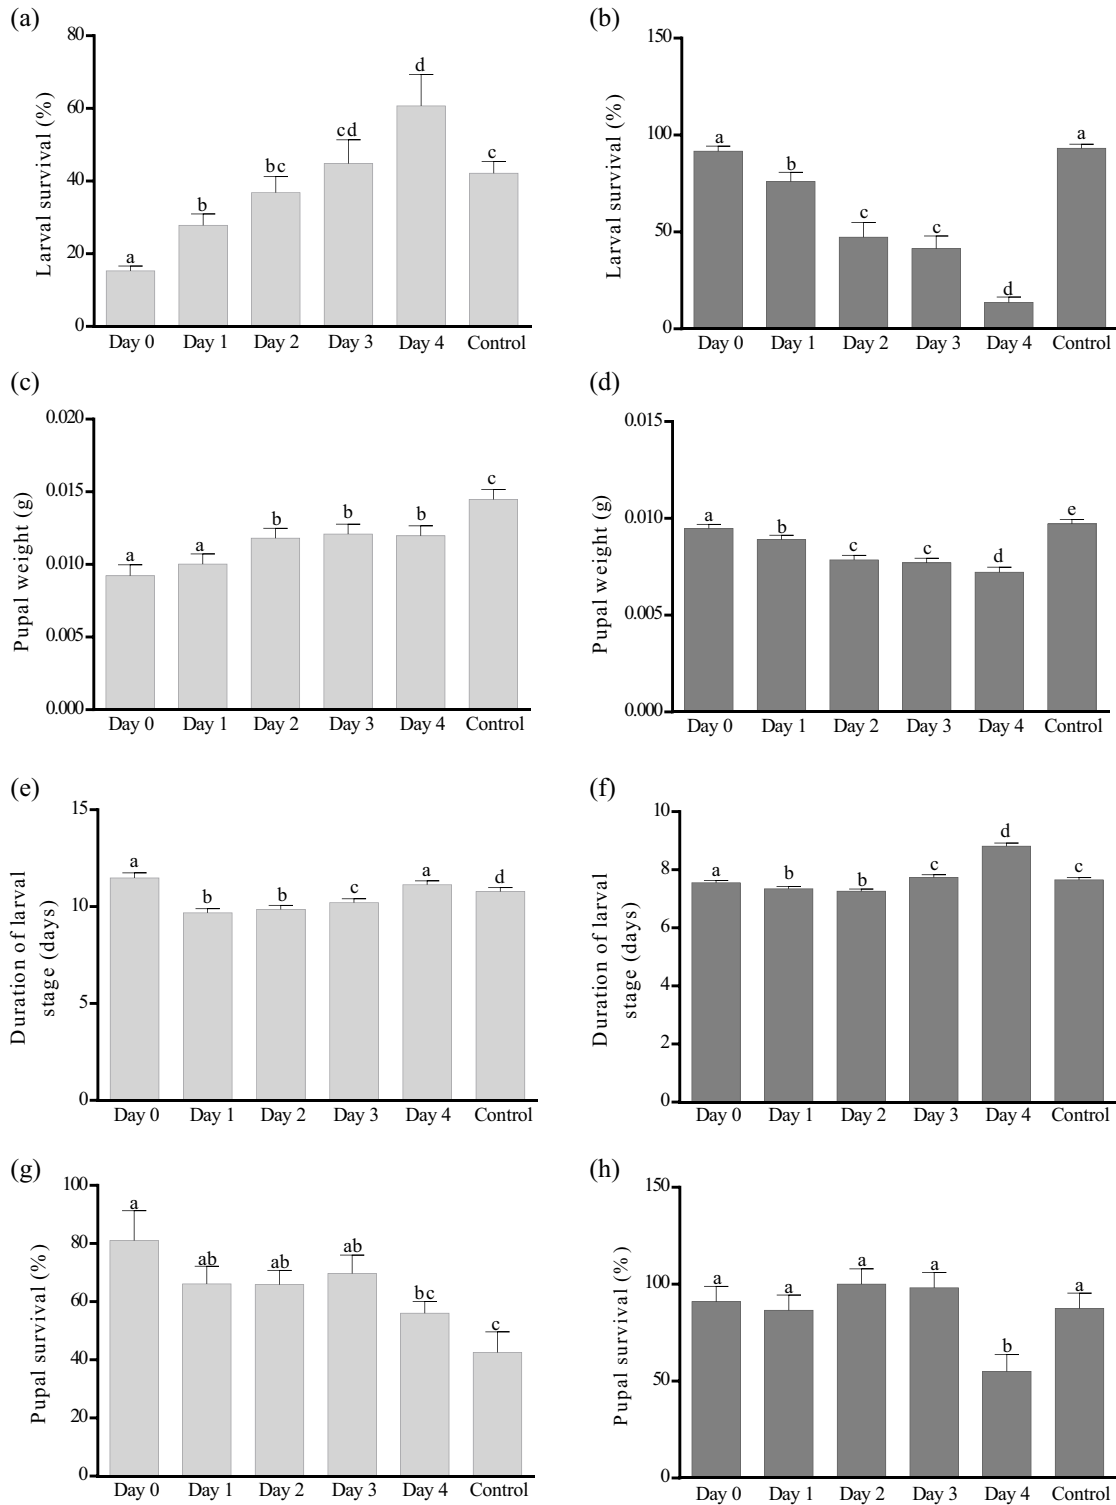 (a)
Larval survival (%)
80
60
40
20
0
a
b
bc
cd
d
c
Day 0 Day 1 Day 2 Day 3 Day 4 Control
(b)
Larval survival (%)
150
100
50
0
a
b
c
c
d
a
Day 0 Day 1 Day 2 Day 3 Day 4 Control
(c)
Pupal weight (g)
0.020
0.015
0.010
0.005
0.000
a
a
b
b
b
c
Day 0 Day 1 Day 2 Day 3 Day 4 Control
(d)
Pupal weight (g)
0.015
0.010
0.005
0.000
a
b
c
c
d
e
Day 0 Day 1 Day 2 Day 3 Day 4 Control
(e)
Duration of larval
stage (days)
15
10
5
0
a
b
b
c
a
d
Day 0 Day 1 Day 2 Day 3 Day 4 Control
(f)
Duration of larval
stage (days)
10
8
6
4
2
0
a
b
b
c
d
c
Day 0 Day 1 Day 2 Day 3 Day 4 Control
(g)
Pupal survival (%)
100
80
60
40
20
0
a
ab
ab
ab
bc
c
Day 0 Day 1 Day 2 Day 3 Day 4 Control
(h)
Pupal survival (%)
150
100
50
0
a
a
a
a
b
a
Day 0 Day 1 Day 2 Day 3 Day 4 Control